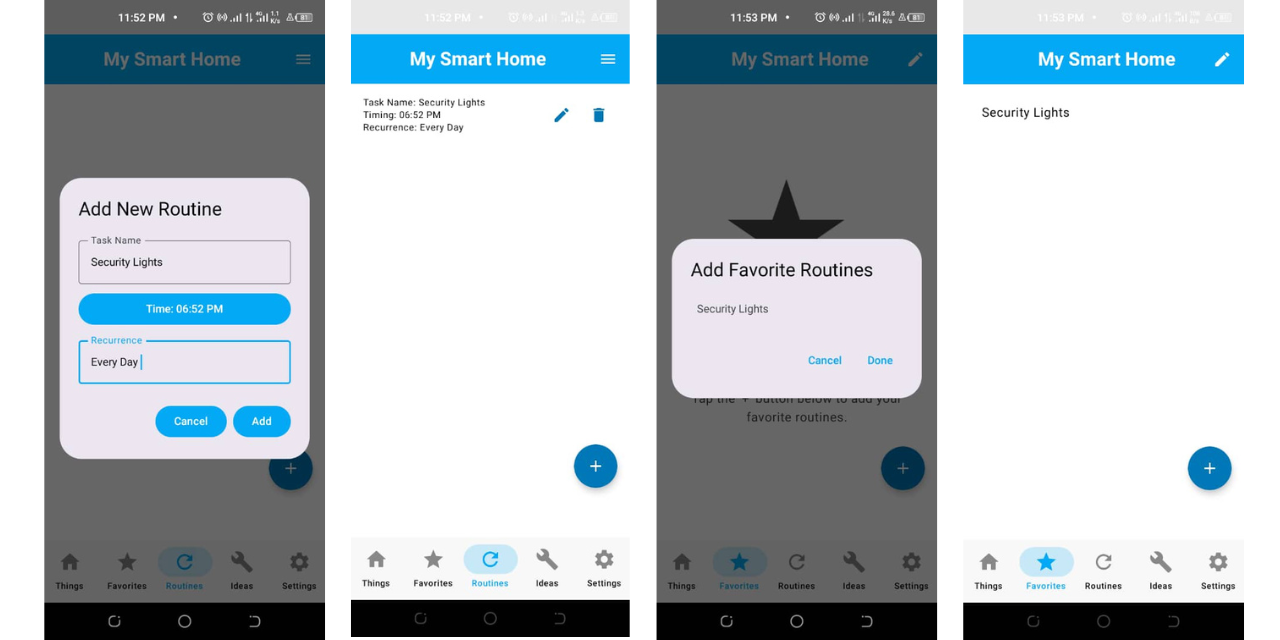 11:52 PM
My Smart Home
Add New Routine
Task Name
Security Lights
Time: 06:52 PM
Recurrence
Every Day
Cancel Add
+
Things Favorites Routines Ideas Settings
11:52 PM
My Smart Home
Task Name: Security Lights
Timing: 06:52 PM
Recurrence: Every Day
+
Things Favorites Routines Ideas Settings
11:53 PM
My Smart Home
Add Favorite Routines
Security Lights
Cancel Done
Tap the "+" button below to add your
favorite routines.
+
Things Favorites Routines Ideas Settings
11:53 PM
My Smart Home
Security Lights
+
Things Favorites Routines Ideas Settings